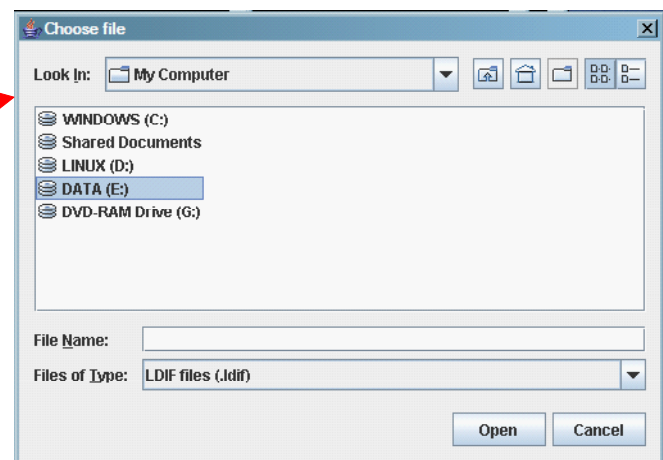 Choose file
Look In: My Computer
WINDOWS (C:)
Shared Documents
LINUX (D:)
DATA (E:)
DVD-RAM Drive (G:)
File Name:
Files of Type: LDIF files (.ldif)
Open Cancel